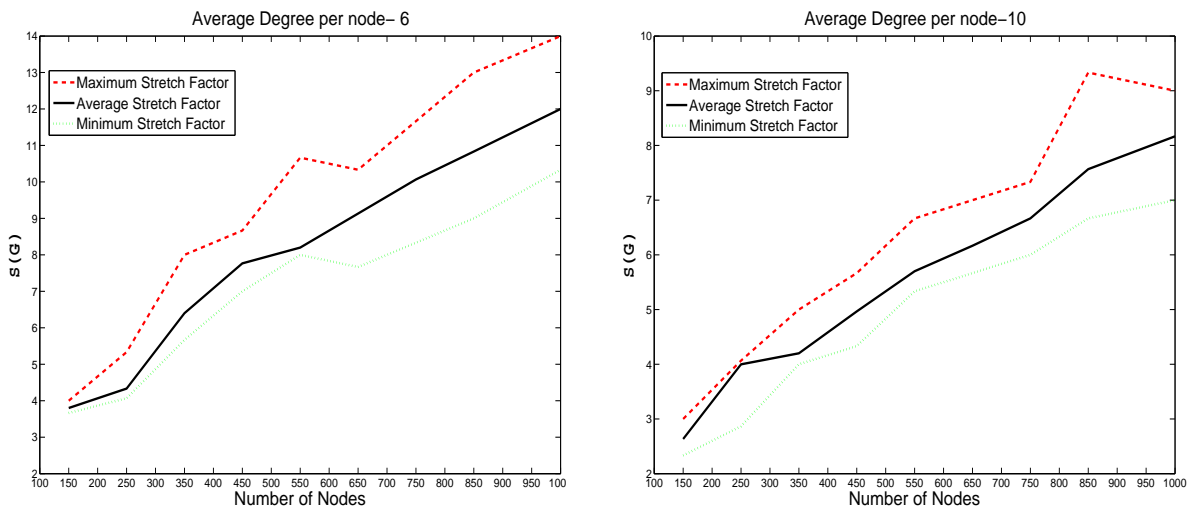 Average Degree per node- 6
14
13
12
11
10
9
8
7
6
5
4
3
2
Maximum Stretch Factor
Average Stretch Factor
Minimum Stretch Factor
S ( G )
100 150 200 250 300 350 400 450 500 550 600 650 700 750 800 850 900 950 100
Number of Nodes
Average Degree per node-10
10
9
8
7
6
5
4
3
2
Maximum Stretch Factor
Average Stretch Factor
Minimum Stretch Factor
S ( G )
100 150 200 250 300 350 400 450 500 550 600 650 700 750 800 850 900 950 1000
Number of Nodes